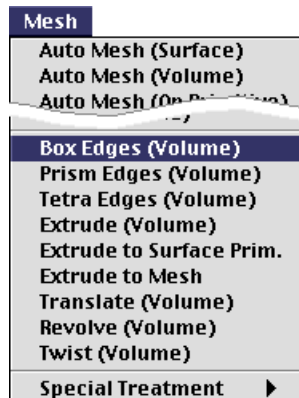 Mesh
Auto Mesh (Surface)
Auto Mesh (Volume)
Auto Mesh (On Primitive)
Box Edges (Volume)
Prism Edges (Volume)
Tetra Edges (Volume)
Extrude (Volume)
Extrude to Surface Prim.
Extrude to Mesh
Translate (Volume)
Revolve (Volume)
Twist (Volume)
Special Treatment